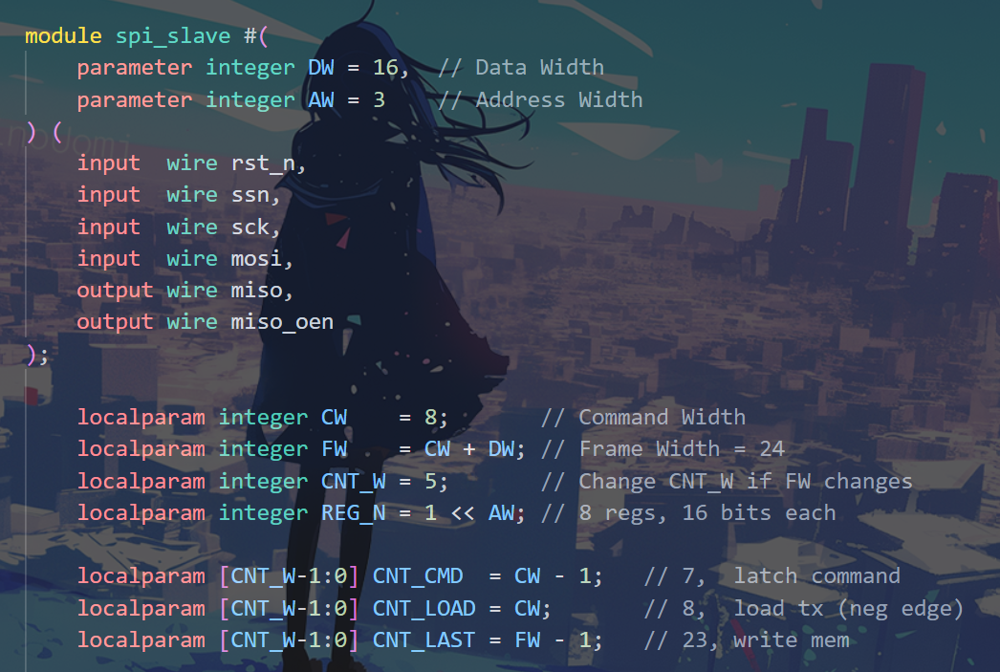 module spi_slave #(
    parameter integer DW = 16,  // Data Width
    parameter integer AW = 3    // Address Width
) (
    input  wire rst_n,
    input  wire ssn,
    input  wire sck,
    input  wire mosi,
    output wire miso,
    output wire miso_oen
);
    localparam integer CW    = 8;       // Command Width
    localparam integer FW    = CW + DW; // Frame Width = 24
    localparam integer CNT_W = 5;       // Change CNT_W if FW changes
    localparam integer REG_N = 1 << AW; // 8 regs, 16 bits each
    localparam [CNT_W-1:0] CNT_CMD  = CW - 1;   // 7,  latch command
    localparam [CNT_W-1:0] CNT_LOAD = CW;       // 8,  load tx (neg edge)
    localparam [CNT_W-1:0] CNT_LAST = FW - 1;   // 23, write mem